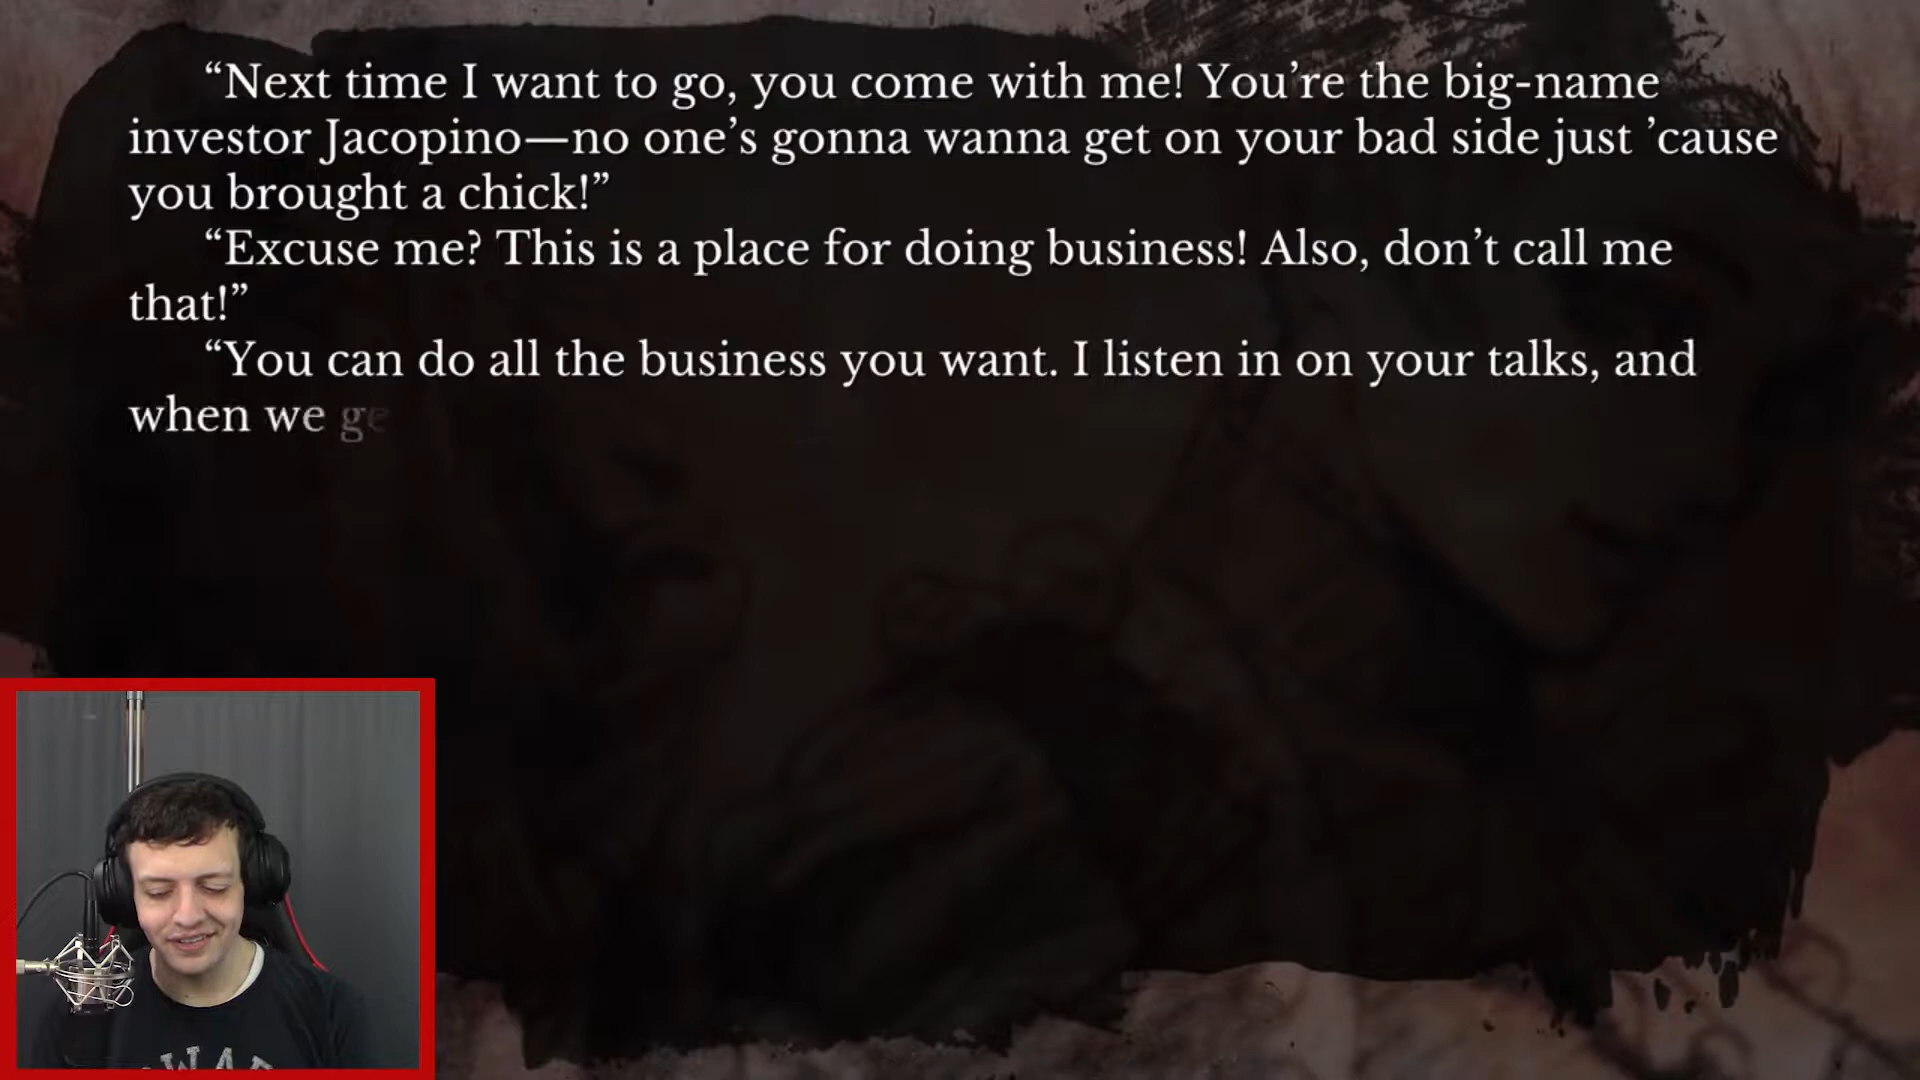 “Next time I want to go, you come with me! You’re the big-name
investor Jacopino—no one’s gonna wanna get on your bad side just ’cause
you brought a chick!”
“Excuse me? This is a place for doing business! Also, don’t call me
that!”
“You can do all the business you want. I listen in on your talks, and
when we ge